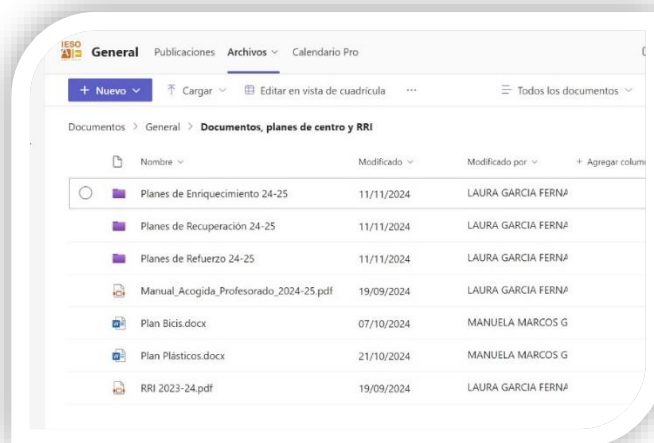 IESO
General Publicaciones Archivos Calendario Pro
+ Nuevo Cargar Editar en vista de cuadrícula ... Todos los documentos
Documentos > General > Documentos, planes de centro y RRI
Nombre Modificado Modificado por + Agregar colum
Planes de Enriquecimiento 24-25 11/11/2024 LAURA GARCIA FERNA
Planes de Recuperación 24-25 11/11/2024 LAURA GARCIA FERNA
Planes de Refuerzo 24-25 11/11/2024 LAURA GARCIA FERNA
Manual_Acogida_Profesorado_2024-25.pdf 19/09/2024 LAURA GARCIA FERNA
Plan Bicis.docx 07/10/2024 MANUELA MARCOS G
Plan Plásticos.docx 21/10/2024 MANUELA MARCOS G
RRI 2023-24.pdf 19/09/2024 LAURA GARCIA FERNA